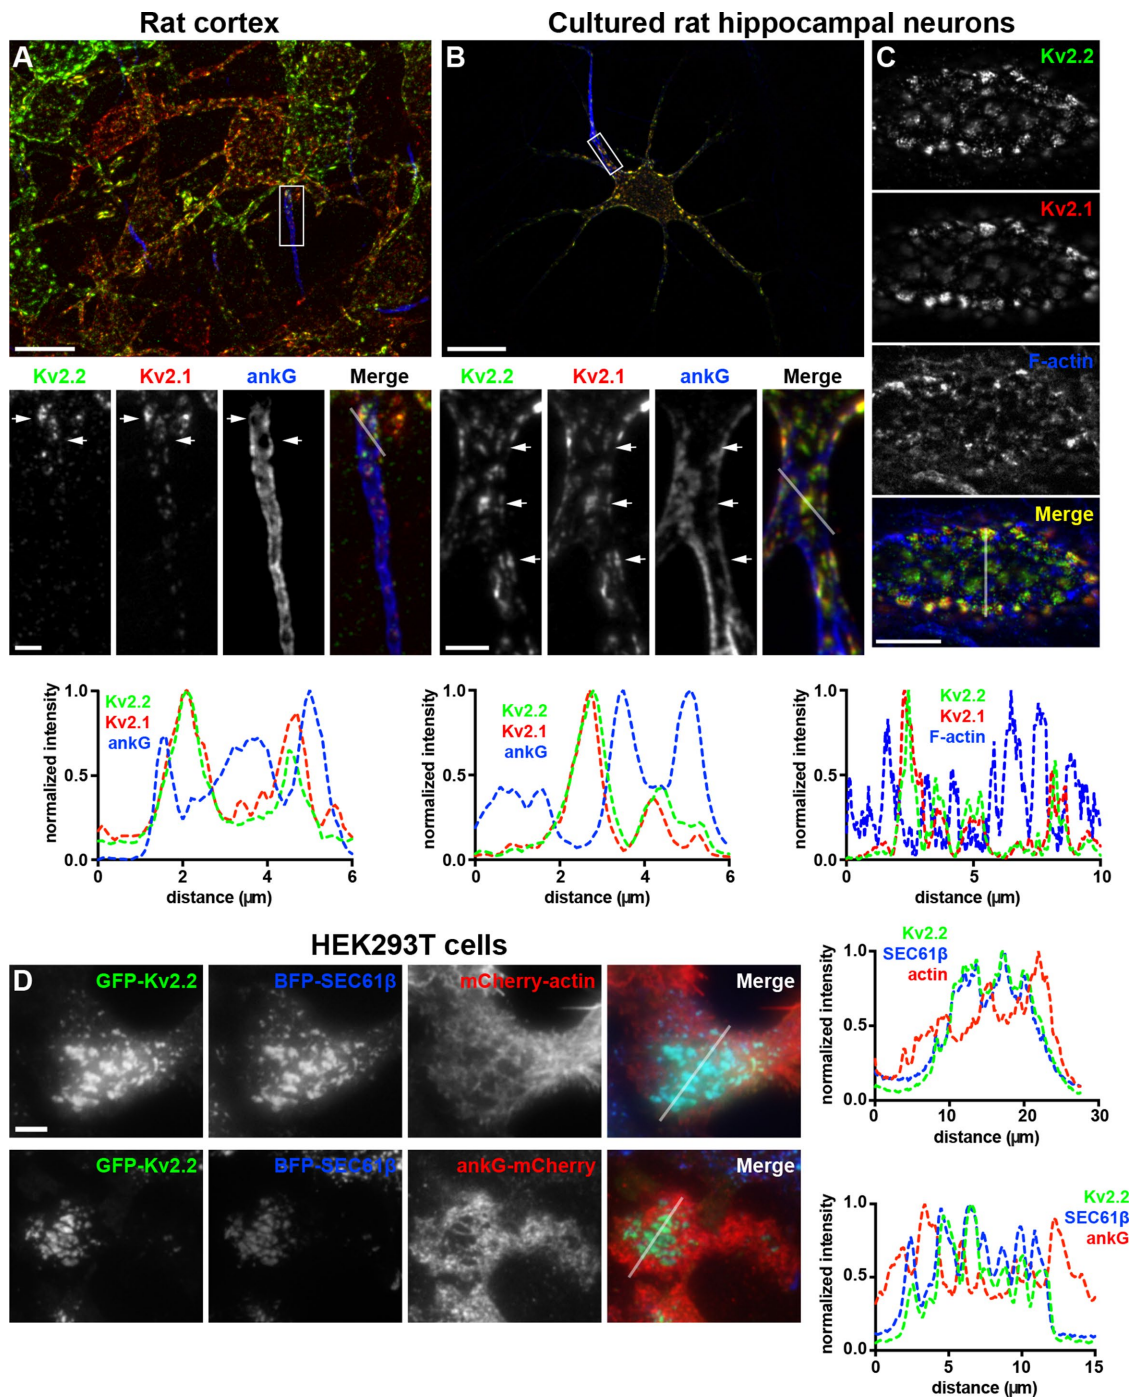 Rat cortex
Cultured rat hippocampal neurons
A
B
C
Kv2.2
Kv2.1
F-actin
Merge
Kv2.2 Kv2.1 ankG Merge
Kv2.2 Kv2.1 ankG Merge
normalized intensity
1.0
0.5
0.0
Kv2.2
Kv2.1
ankG
0 2 4 6
distance (µm)
normalized intensity
1.0
0.5
0.0
Kv2.2
Kv2.1
ankG
0 2 4 6
distance (µm)
normalized intensity
1.0
0.5
0.0
Kv2.2
Kv2.1
F-actin
0 5 10
distance (µm)
HEK293T cells
D
GFP-Kv2.2 BFP-SEC61β mCherry-actin Merge
GFP-Kv2.2 BFP-SEC61β ankG-mCherry Merge
Kv2.2
SEC61β
actin
normalized intensity
1.0
0.5
0.0
0 10 20 30
distance (µm)
Kv2.2
SEC61β
ankG
normalized intensity
1.0
0.5
0.0
0 5 10 15
distance (µm)